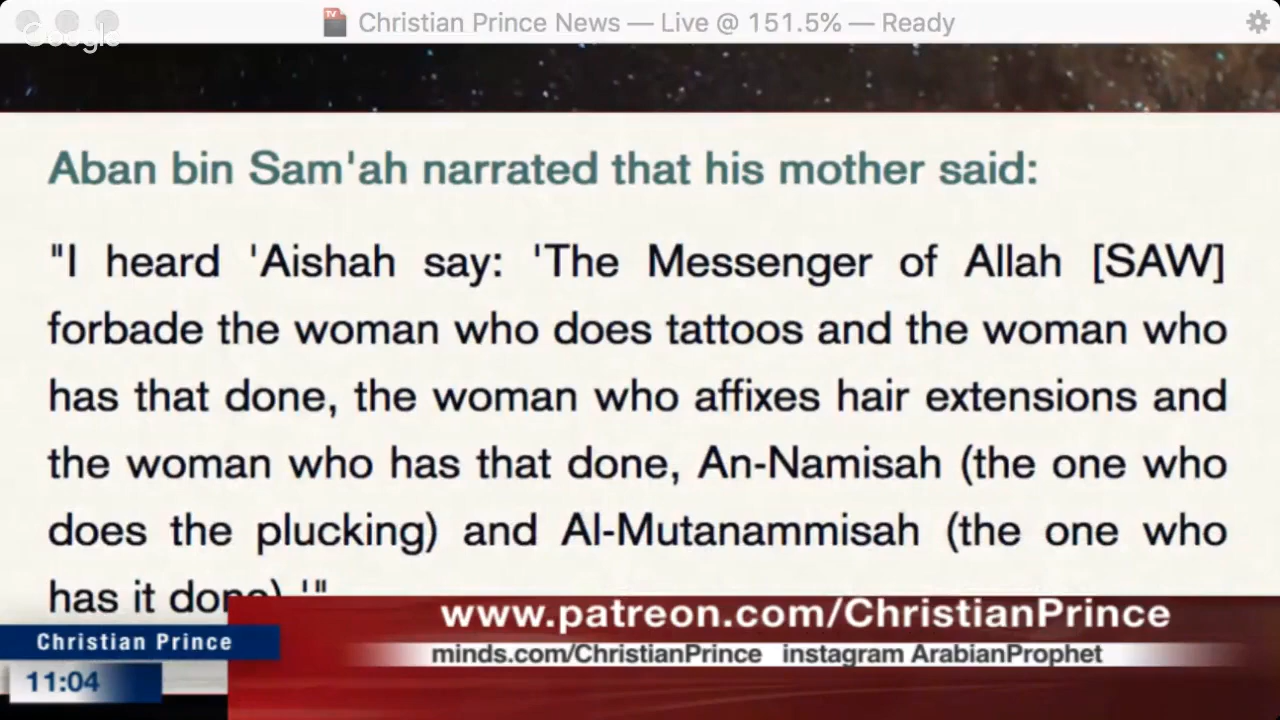 Christian Prince News — Live @ 151.5% — Ready
Google
TV
Aban bin Sam'ah narrated that his mother said:
"I heard 'Aishah say: 'The Messenger of Allah [SAW]
forbade the woman who does tattoos and the woman who
has that done, the woman who affixes hair extensions and
the woman who has that done, An-Namisah (the one who
does the plucking) and Al-Mutanammisah (the one who
has it done).'"
www.patreon.com/ChristianPrince
Christian Prince
minds.com/ChristianPrince instagram ArabianProphet
11:04